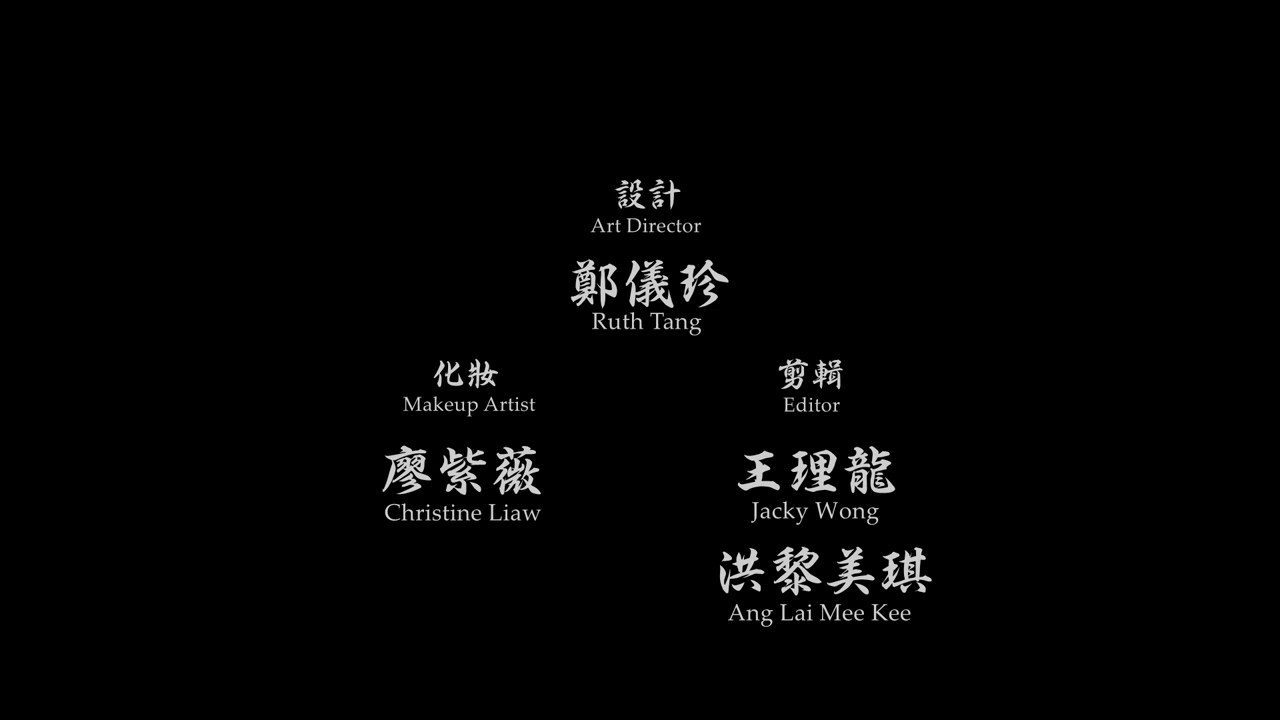 設計
Art Director
鄭儀珍
Ruth Tang
化妝
Makeup Artist
廖紫薇
Christine Liaw
剪輯
Editor
王理龍
Jacky Wong
洪黎美琪
Ang Lai Mee Kee